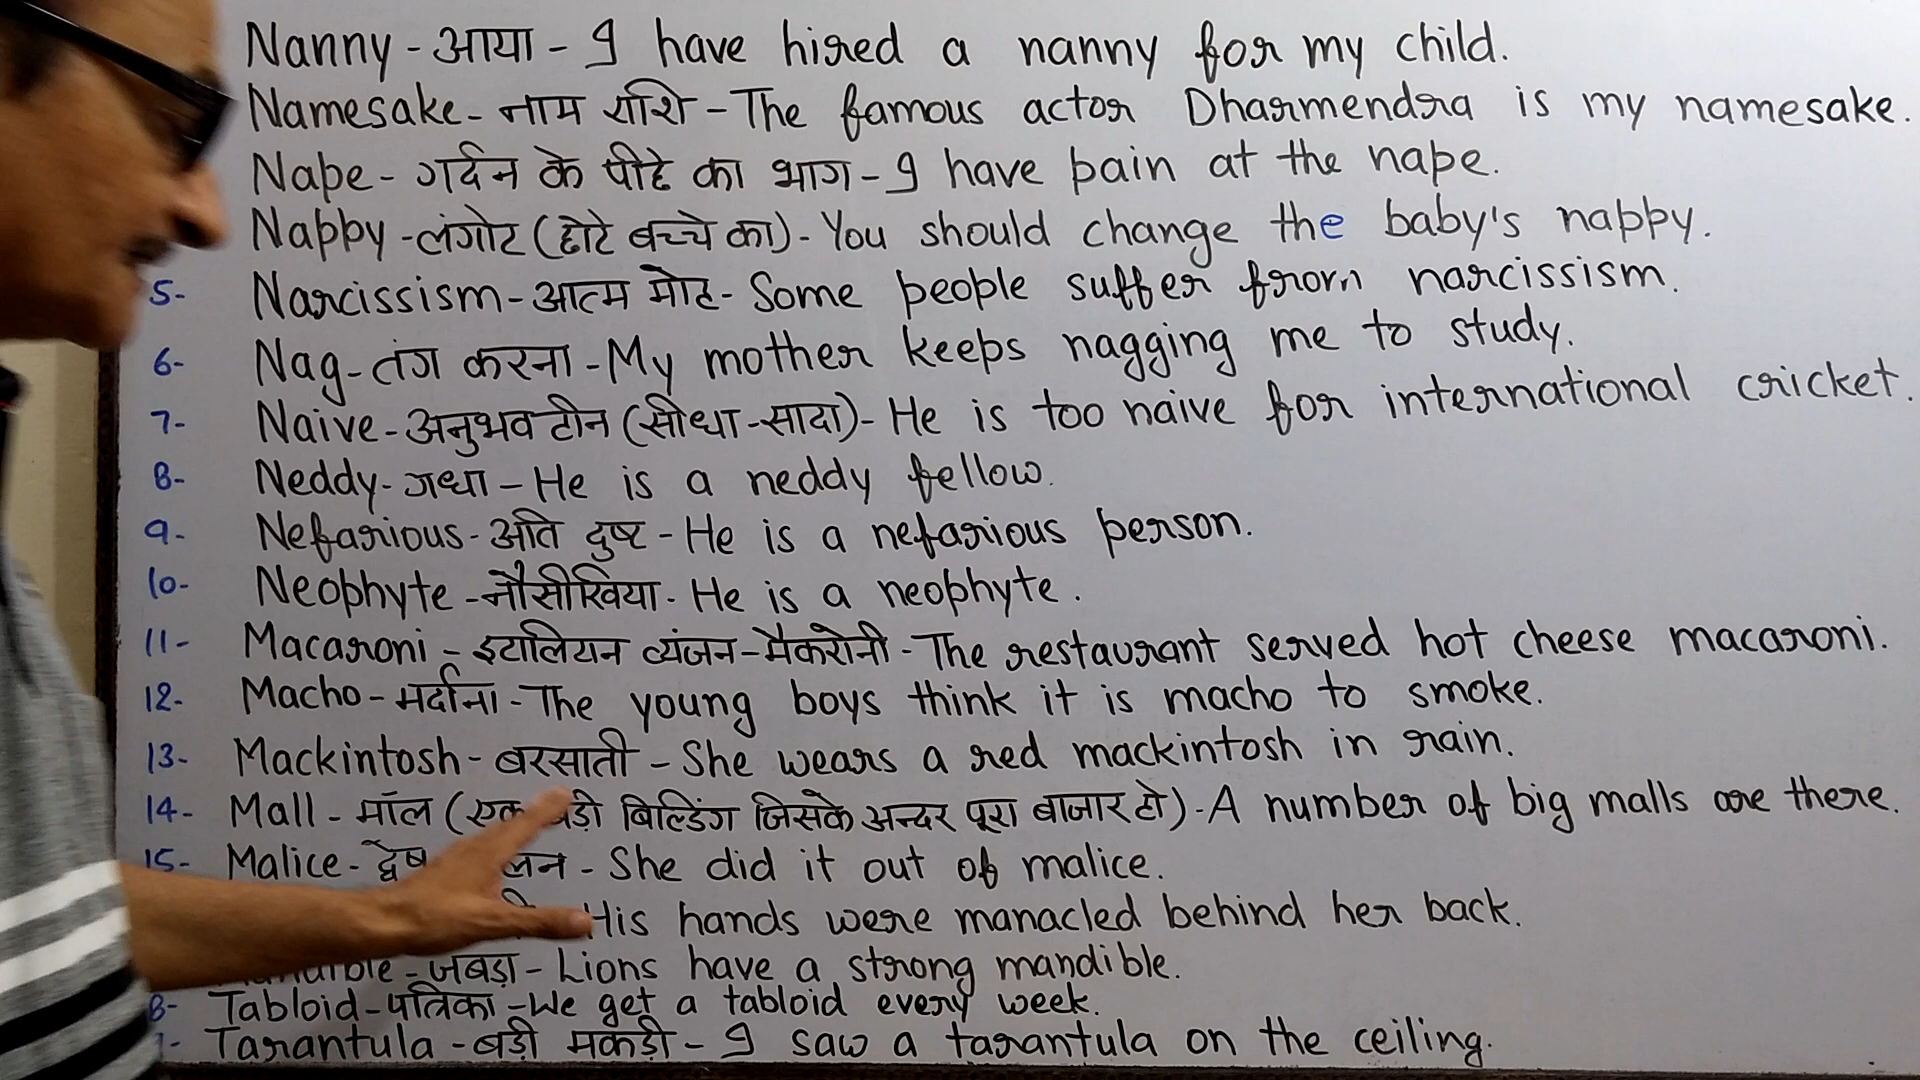 Nanny - आया - I have hired a nanny for my child.
Namesake - नाम राशि - The famous actor Dharmendra is my namesake.
Nape - गर्दन के पीछे का भाग - I have pain at the nape.
Nappy - लंगोट (छोटे बच्चे का) - You should change the baby's nappy.
5- Narcissism - आत्म मोह - Some people suffer from narcissism.
6- Nag - तंग करना - My mother keeps nagging me to study.
7- Naive - अनुभव हीन (सीधा-सादा) - He is too naive for international cricket.
8- Neddy - गधा - He is a neddy fellow.
9- Nefarious - अति दुष्ट - He is a nefarious person.
10- Neophyte - नौसीखिया - He is a neophyte.
11- Macaroni - इटालियन व्यंजन - मैकरोनी - The restaurant served hot cheese macaroni.
12- Macho - मर्दाना - The young boys think it is macho to smoke.
13- Mackintosh - बरसाती - She wears a red mackintosh in rain.
14- Mall - मॉल (एक बड़ी बिल्डिंग जिसके अन्दर पूरा बाजार हो) - A number of big malls are there.
15- Malice - द्वेष - She did it out of malice.
His hands were manacled behind her back.
- जबड़ा - Lions have a strong mandible.
8- Tabloid - पत्रिका - We get a tabloid every week.
Tarantula - बड़ी मकड़ी - I saw a tarantula on the ceiling.